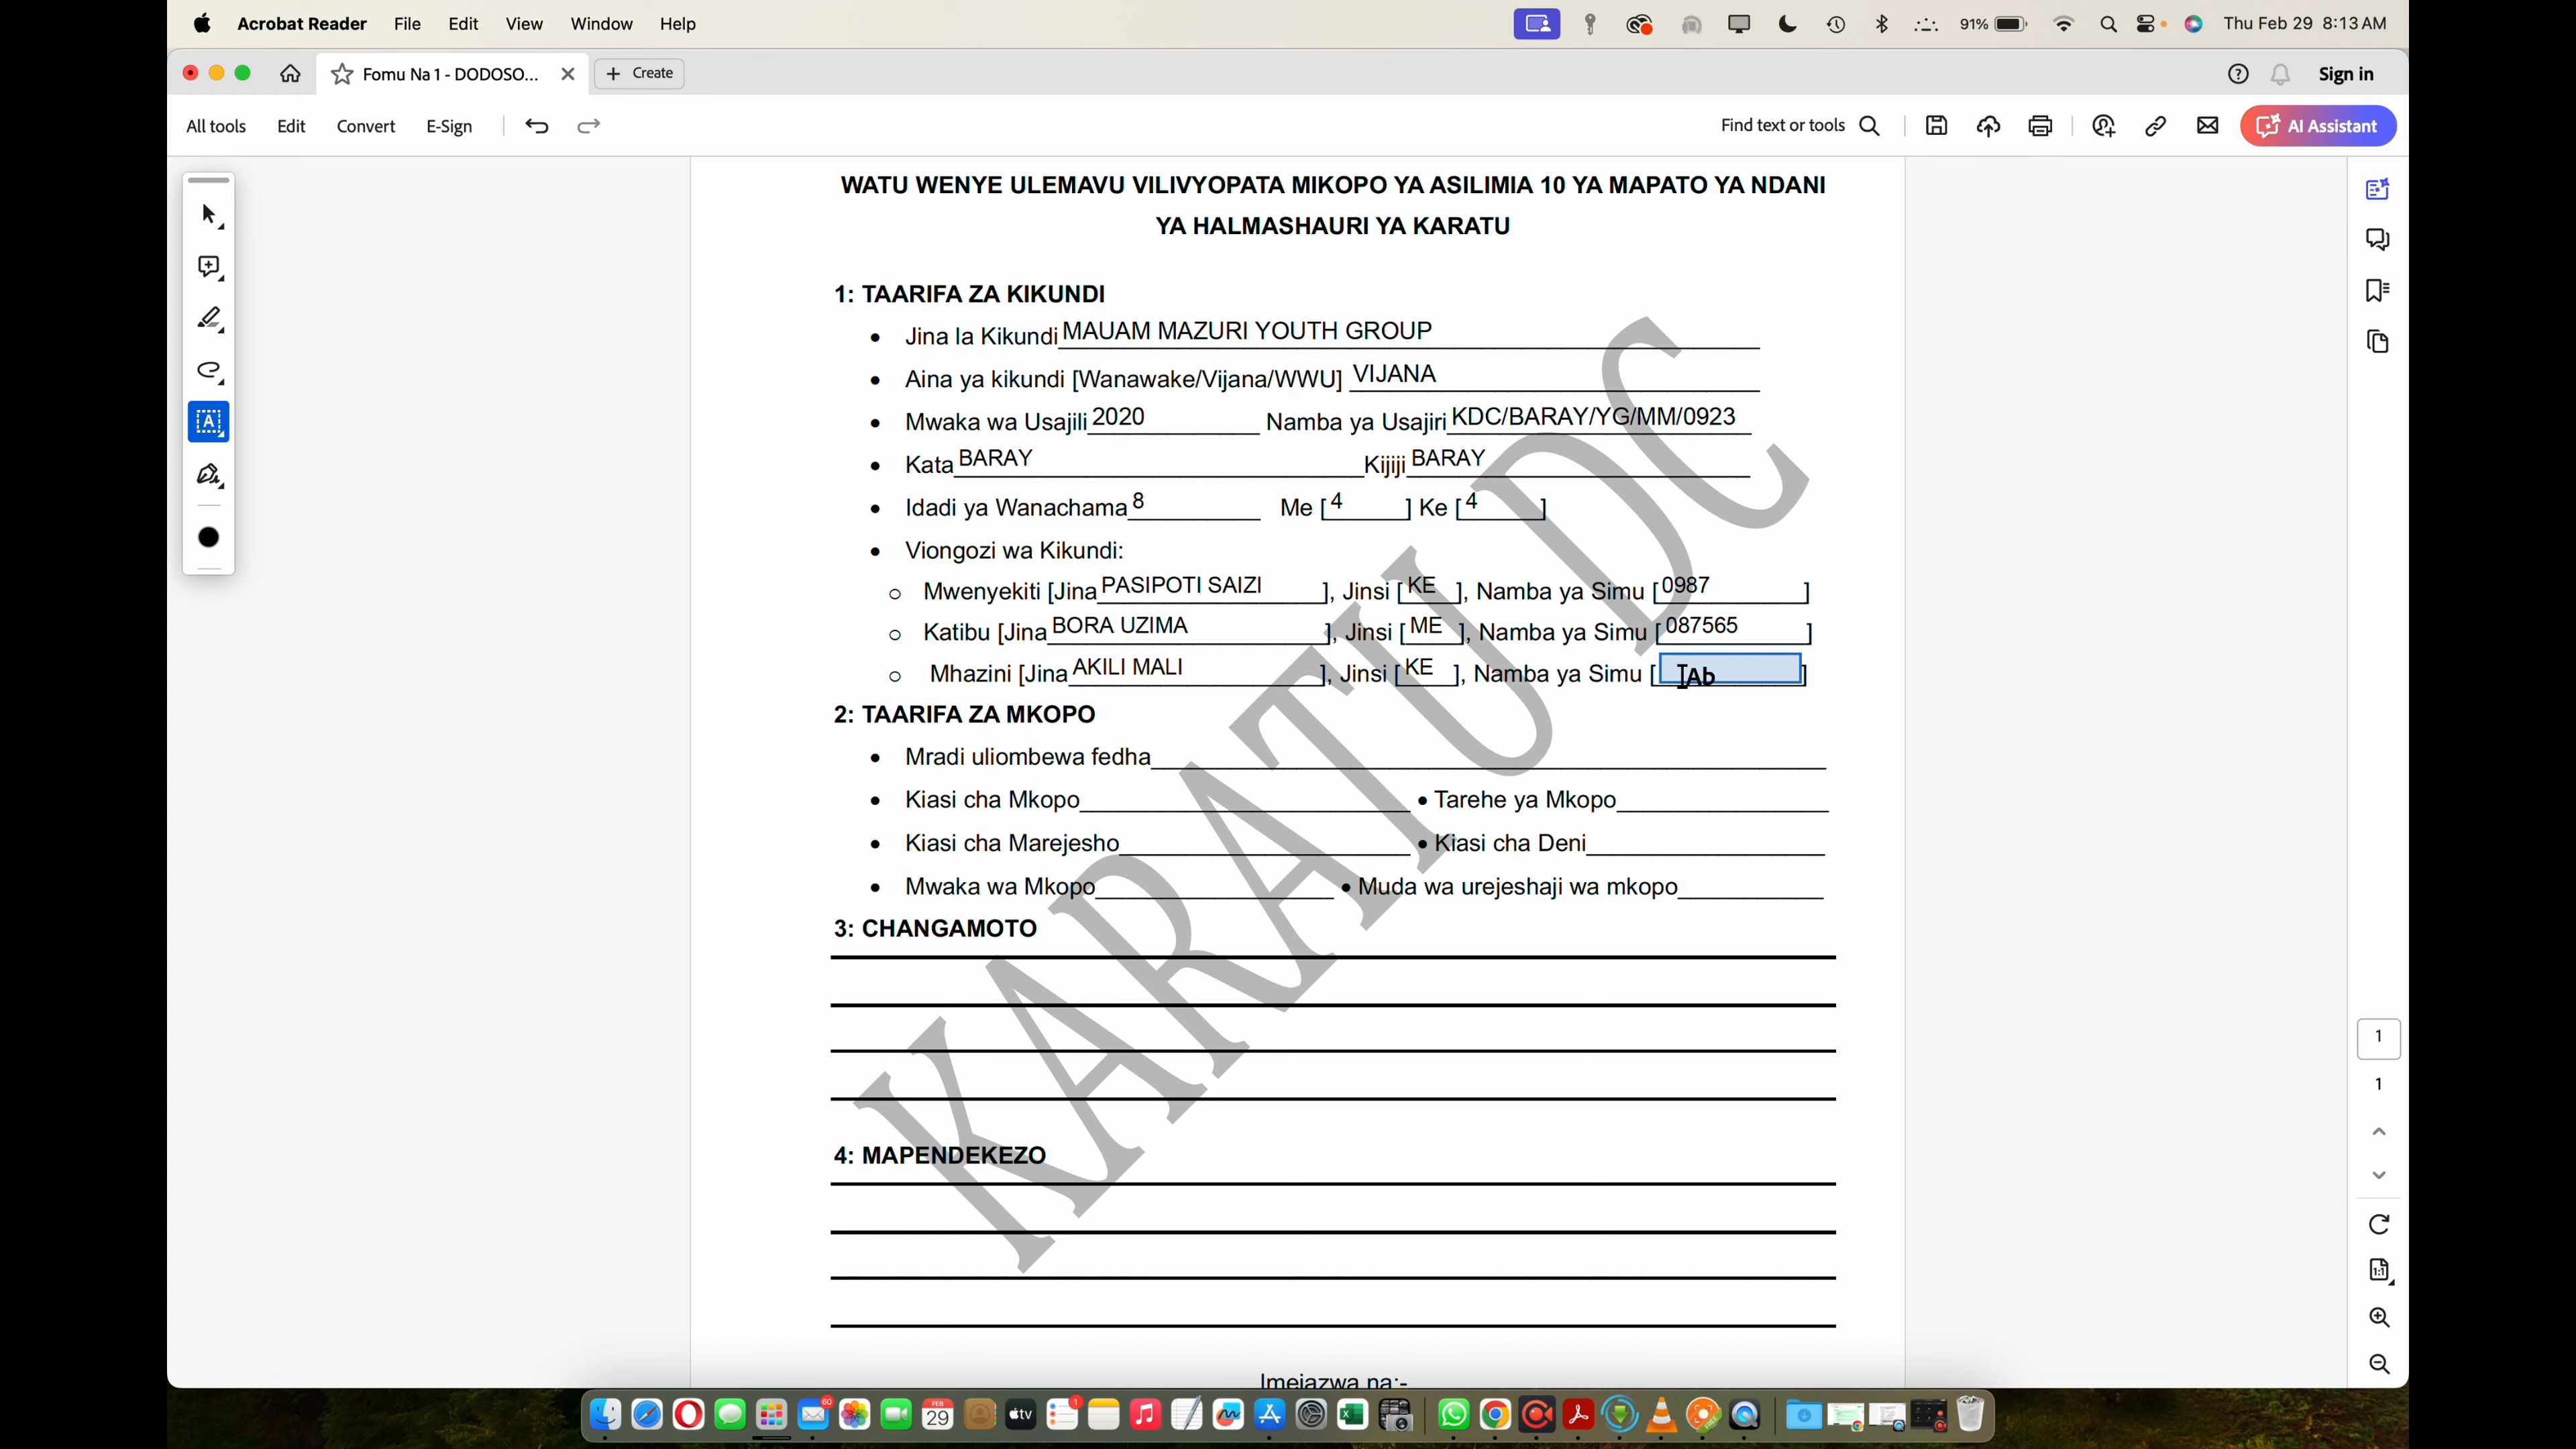 Acrobat Reader File Edit View Window Help 91% Thu Feb 29 8:13 AM
Fomu Na 1 - DODOSO... Create Sign in
All tools Edit Convert E-Sign Find text or tools AI Assistant
WATU WENYE ULEMAVU VILIVYOPATA MIKOPO YA ASILIMIA 10 YA MAPATO YA NDANI
YA HALMASHAURI YA KARATU
1: TAARIFA ZA KIKUNDI
• Jina la Kikundi MAUAM MAZURI YOUTH GROUP
• Aina ya kikundi [Wanawake/Vijana/WWU] VIJANA
• Mwaka wa Usajili 2020 Namba ya Usajiri KDC/BARAY/YG/MM/0923
• Kata BARAY Kijiji BARAY
• Idadi ya Wanachama 8 Me [4] Ke [4]
• Viongozi wa Kikundi:
○ Mwenyekiti [Jina PASIPOTI SAIZI], Jinsi [KE], Namba ya Simu [0987]
○ Katibu [Jina BORA UZIMA], Jinsi [ME], Namba ya Simu [087565]
○ Mhazini [Jina AKILI MALI], Jinsi [KE], Namba ya Simu [Ab]
2: TAARIFA ZA MKOPO
• Mradi uliombewa fedha
• Kiasi cha Mkopo • Tarehe ya Mkopo
• Kiasi cha Marejesho • Kiasi cha Deni
• Mwaka wa Mkopo • Muda wa urejeshaji wa mkopo
3: CHANGAMOTO
4: MAPENDEKEZO
KARATU DC
1
1
60 FEB 29 tv 1